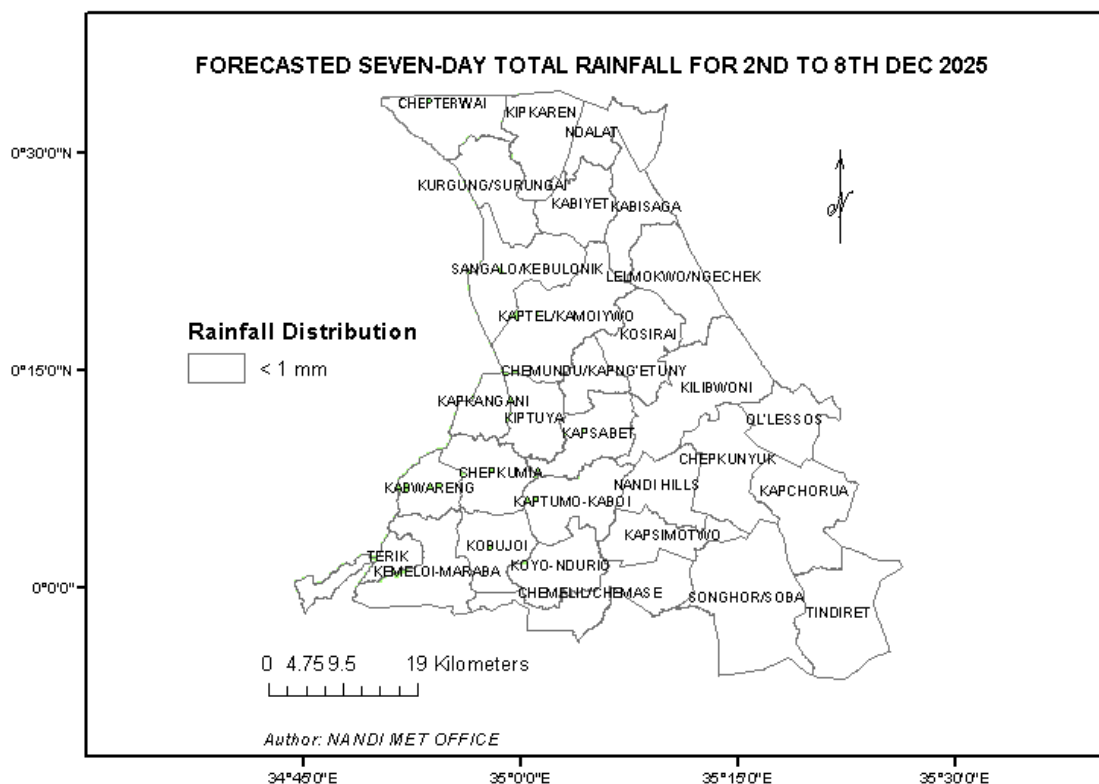 FORECASTED SEVEN-DAY TOTAL RAINFALL FOR 2ND TO 8TH DEC 2025
CHEPTERWAI
KIPKAREN
NDALAT
0°30'0"N
KURGUNG/SURUNGAI
KABIYET
KABISAGA
SANGALO/KEBULONIK
LELMOKWO/NGECHEK
KAPTEL/KAMOIYWO
KOSIRAI
Rainfall Distribution
< 1 mm
0°15'0"N
CHEMUNDU/KAPNG'ETUNY
KILIBWONI
KAPKANGANI
KIPTUYA
KAPSABET
OL'LESSOS
CHEPKUNYUK
CHEPKUMIA
NANDI HILLS
KABWARENG
KAPCHORUA
KAPTUMO-KABOI
KAPSIMOTWO
KOBUJOI
TERIK
KOYO-NDURIO
KEMELOI-MARABA
0°0'0"
CHEMELIL/CHEMASE
SONGHOR/SOBA
TINDIRET
0 4.75 9.5 19 Kilometers
Author: NANDI MET OFFICE
34°45'0"E 35°0'0"E 35°15'0"E 35°30'0"E
N